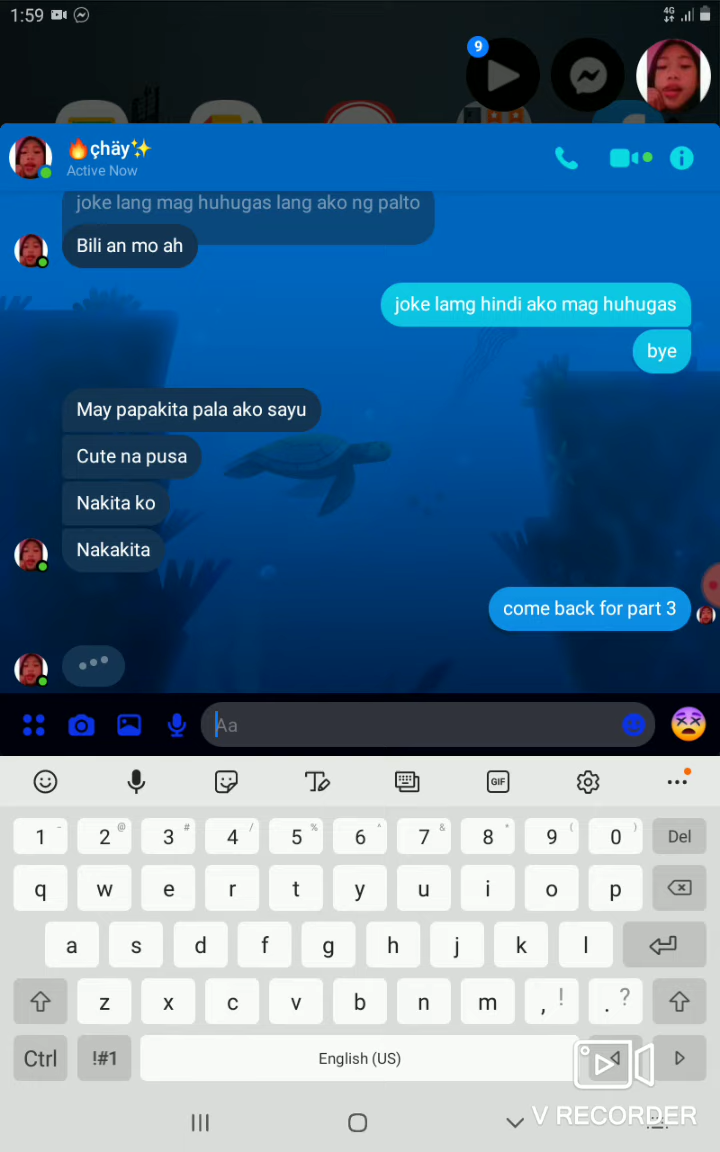 1:59
4G
9
🔥çhäy✨
Active Now
joke lang mag huhugas lang ako ng palto
Bili an mo ah
joke lamg hindi ako mag huhugas
bye
May papakita pala ako sayu
Cute na pusa
Nakita ko
Nakakita
come back for part 3
Aa
GIF
1 - 2 @ 3 # 4 / 5 % 6 ^ 7 & 8 * 9 ( 0 ) Del
q w e r t y u i o p
a s d f g h j k l
z x c v b n m , ! . ?
Ctrl !#1 English (US)
V RECORDER